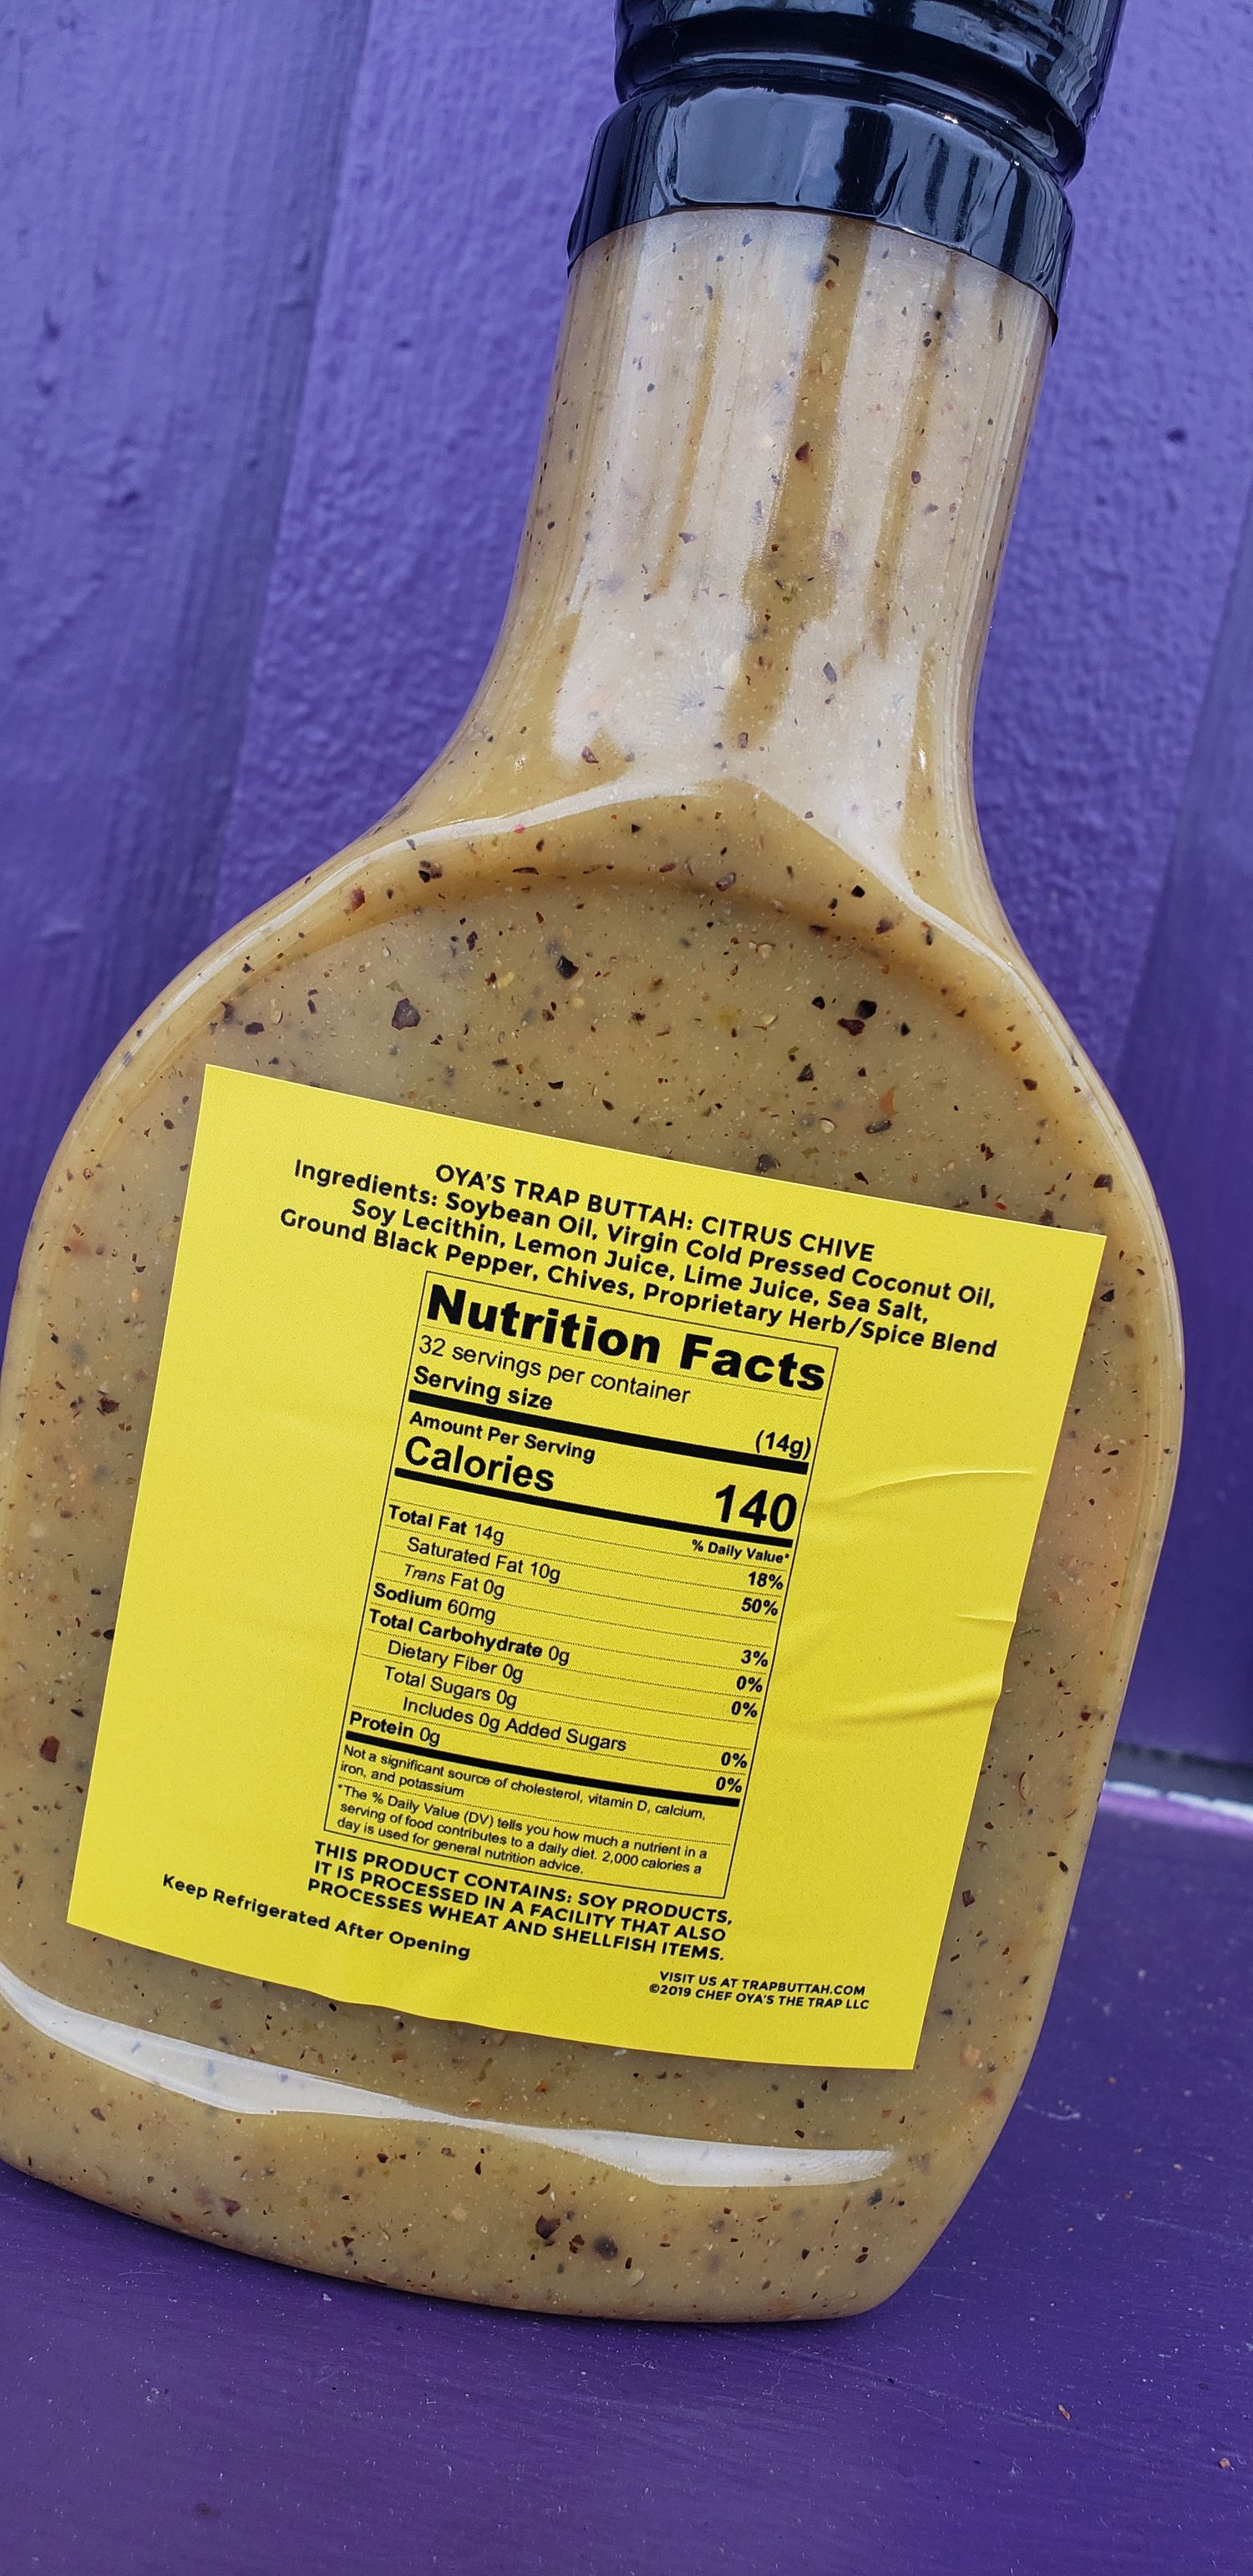 OYA'S TRAP BUTTAH: CITRUS CHIVE
Ingredients: Soybean Oil, Virgin Cold Pressed Coconut Oil,
Soy Lecithin, Lemon Juice, Lime Juice, Sea Salt,
Ground Black Pepper, Chives, Proprietary Herb/Spice Blend
Nutrition Facts
32 servings per container
Serving size (14g)
Amount Per Serving
Calories 140
% Daily Value*
Total Fat 14g 18%
Saturated Fat 10g 50%
Trans Fat 0g
Sodium 60mg 3%
Total Carbohydrate 0g 0%
Dietary Fiber 0g 0%
Total Sugars 0g
Includes 0g Added Sugars 0%
Protein 0g 0%
Not a significant source of cholesterol, vitamin D, calcium,
iron, and potassium
*The % Daily Value (DV) tells you how much a nutrient in a
serving of food contributes to a daily diet. 2,000 calories a
day is used for general nutrition advice.
THIS PRODUCT CONTAINS: SOY PRODUCTS,
IT IS PROCESSED IN A FACILITY THAT ALSO
PROCESSES WHEAT AND SHELLFISH ITEMS.
Keep Refrigerated After Opening
VISIT US AT TRAPBUTTAH.COM
©2019 CHEF OYA'S THE TRAP LLC